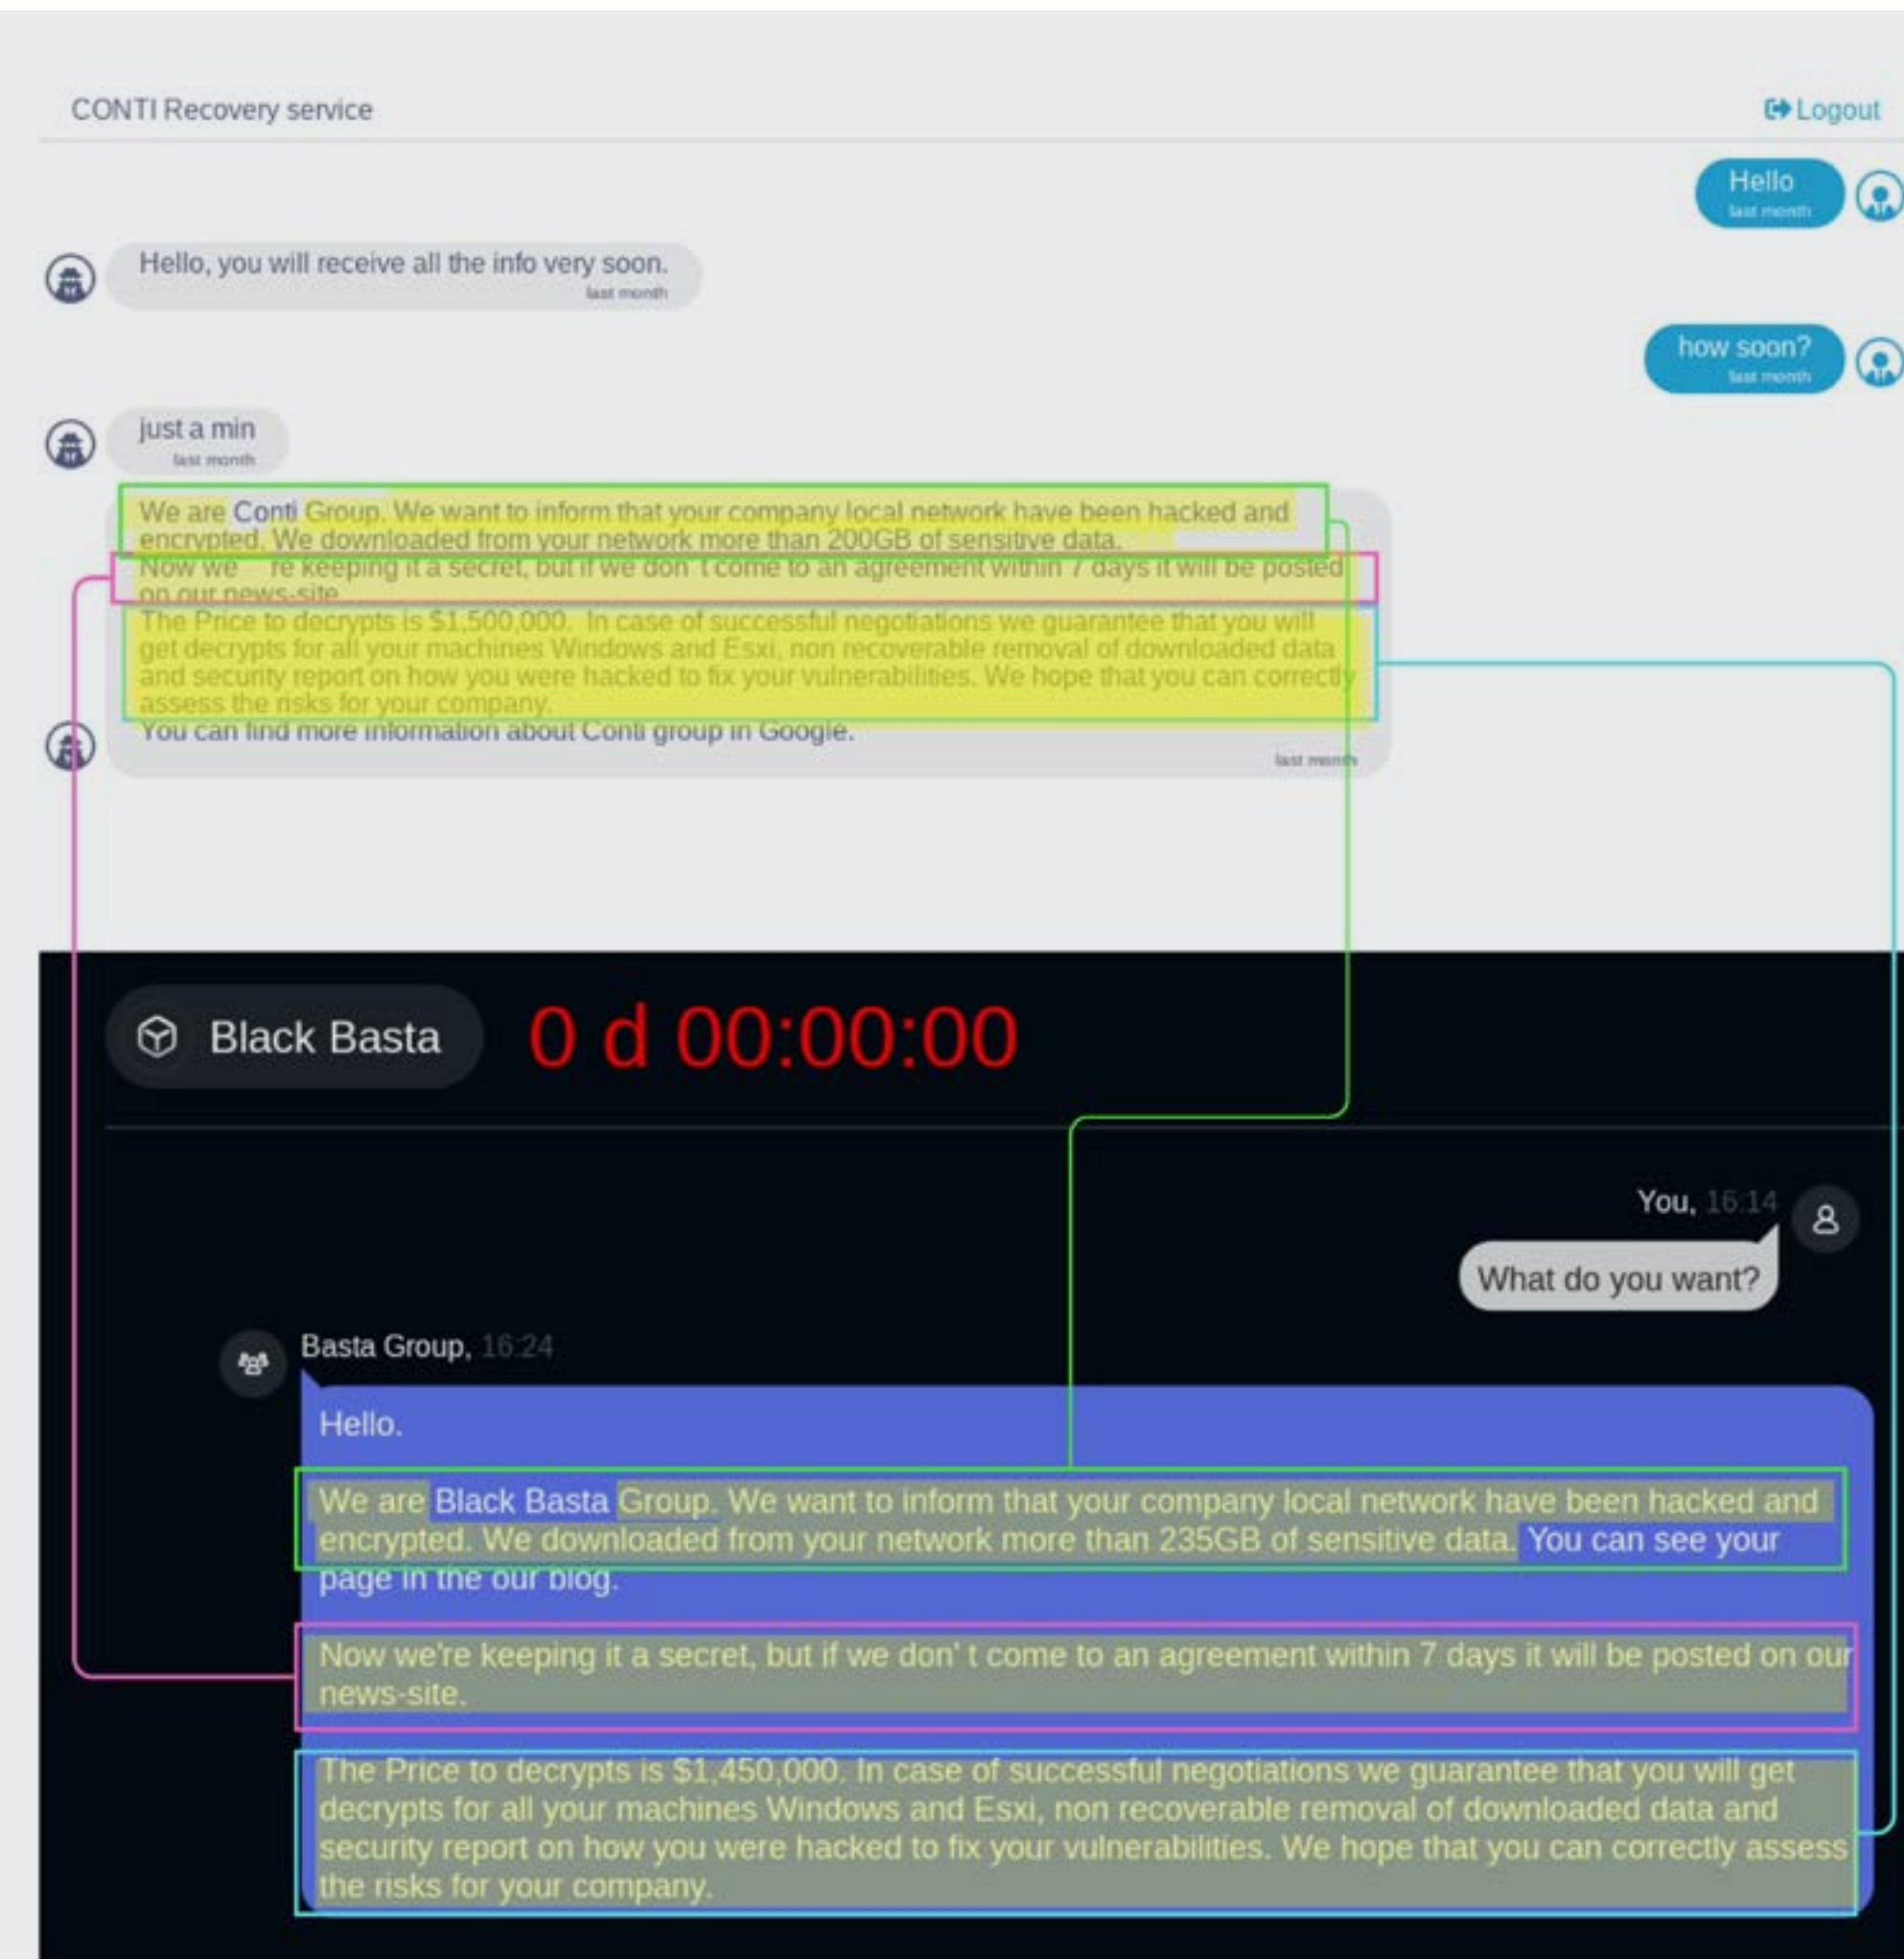 CONTI Recovery service
Logout
Hello
last month
Hello, you will receive all the info very soon.
last month
how soon?
last month
just a min
last month
We are Conti Group. We want to inform that your company local network have been hacked and
encrypted. We downloaded from your network more than 200GB of sensitive data.
Now we re keeping it a secret, but if we don't come to an agreement within 7 days it will be posted
on our news-site
The Price to decrypts is $1,500,000. In case of successful negotiations we guarantee that you will
get decrypts for all your machines Windows and Esxi, non recoverable removal of downloaded data
and security report on how you were hacked to fix your vulnerabilities. We hope that you can correctly
assess the risks for your company.
You can find more information about Conti group in Google.
last month
Black Basta
0 d 00:00:00
You, 16:14
What do you want?
Basta Group, 16:24
Hello.
We are Black Basta Group. We want to inform that your company local network have been hacked and
encrypted. We downloaded from your network more than 235GB of sensitive data. You can see your
page in the our blog.
Now we're keeping it a secret, but if we don' t come to an agreement within 7 days it will be posted on our
news-site.
The Price to decrypts is $1,450,000. In case of successful negotiations we guarantee that you will get
decrypts for all your machines Windows and Esxi, non recoverable removal of downloaded data and
security report on how you were hacked to fix your vulnerabilities. We hope that you can correctly assess
the risks for your company.